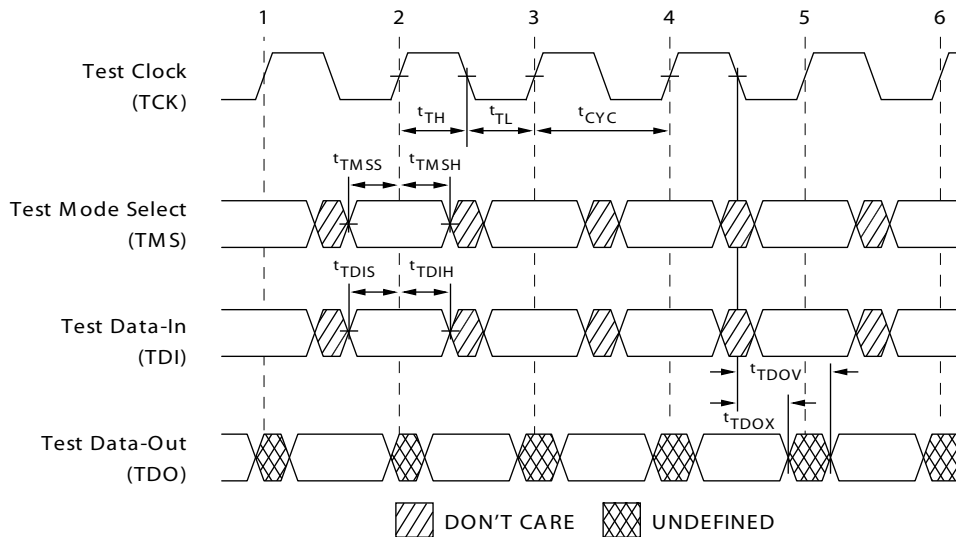 1 2 3 4 5 6
Test Clock
(TCK)
tTH tTL tCYC
tTMSS tTMSH
Test Mode Select
(TMS)
tTDIS tTDIH
Test Data-In
(TDI)
tTDOV
tTDOX
Test Data-Out
(TDO)
DON'T CARE UNDEFINED